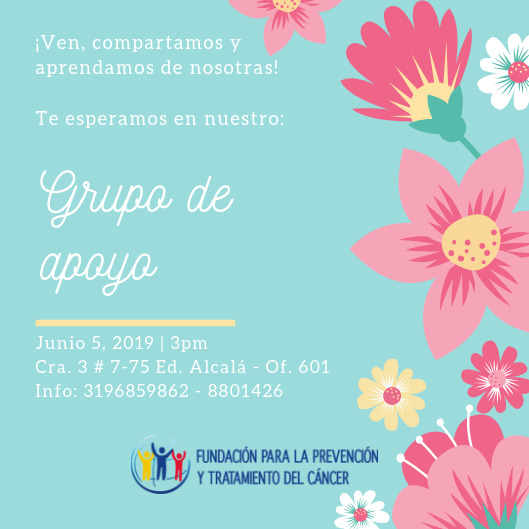 ¡Ven, compartamos y
aprendamos de nosotras!
Te esperamos en nuestro:
Grupo de
apoyo
Junio 5, 2019 | 3pm
Cra. 3 # 7-75 Ed. Alcalá - Of. 601
Info: 3196859862 - 8801426
FUNDACIÓN PARA LA PREVENCIÓN
Y TRATAMIENTO DEL CÁNCER